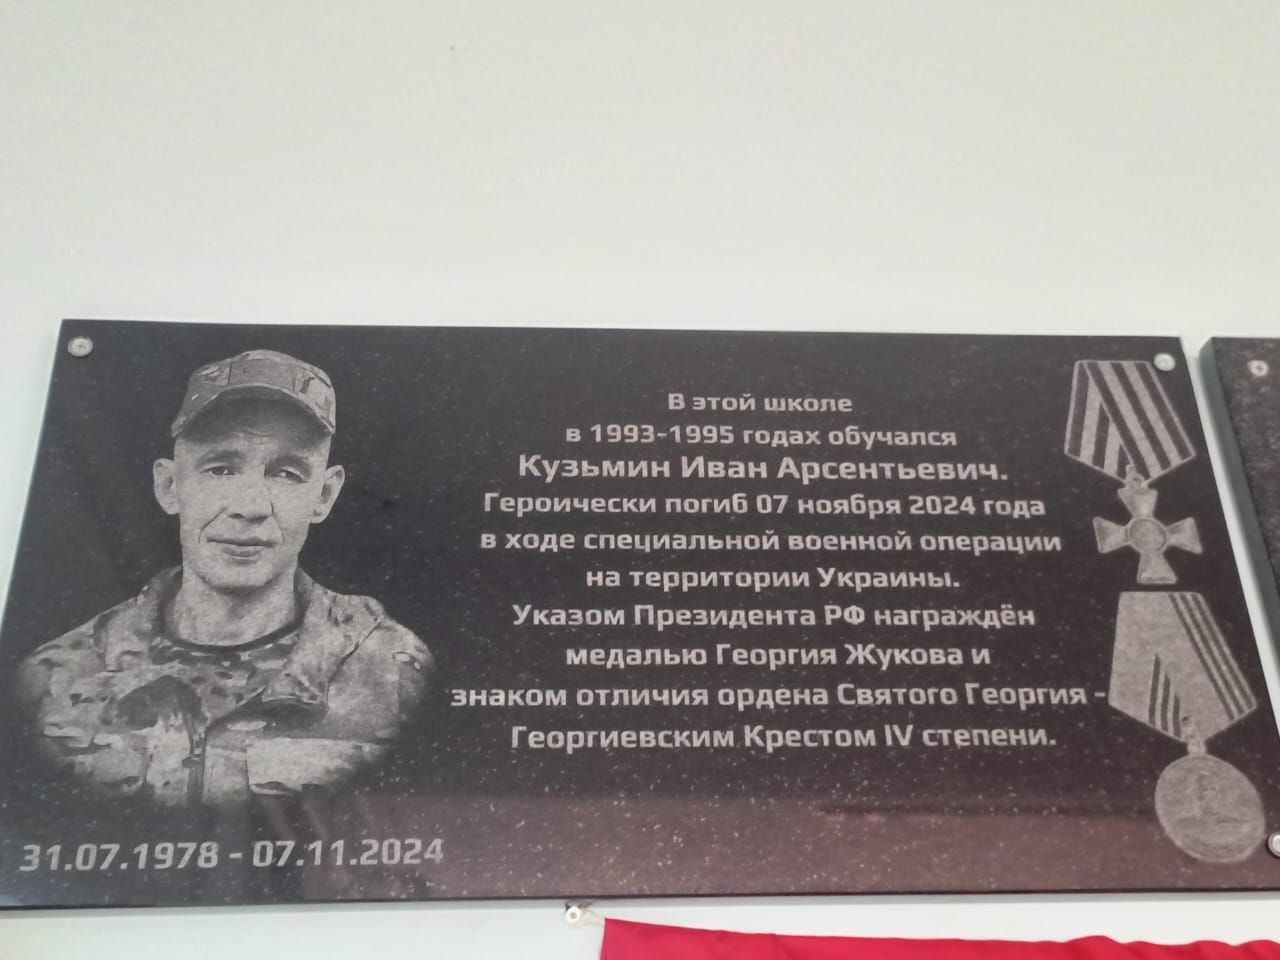 В этой школе
в 1993-1995 годах обучался
Кузьмин Иван Арсентьевич.
Героически погиб 07 ноября 2024 года
в ходе специальной военной операции
на территории Украины.
Указом Президента РФ награждён
медалью Георгия Жукова и
знаком отличия ордена Святого Георгия -
Георгиевским Крестом IV степени.
31.07.1978 - 07.11.2024